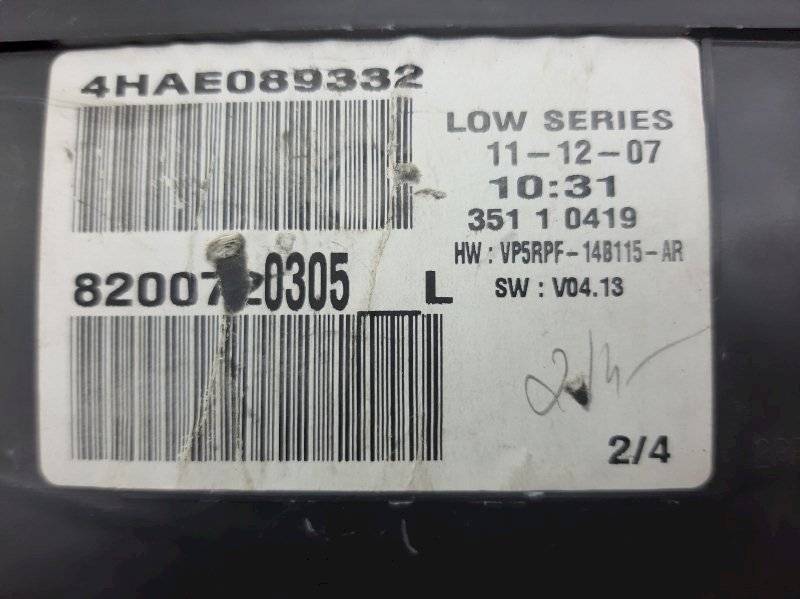 4HAE089332
LOW SERIES
11-12-07
10:31
351 1 0419
HW : VP5RPF-14B115-AR
8200720305__L
SW : V04.13
2/4